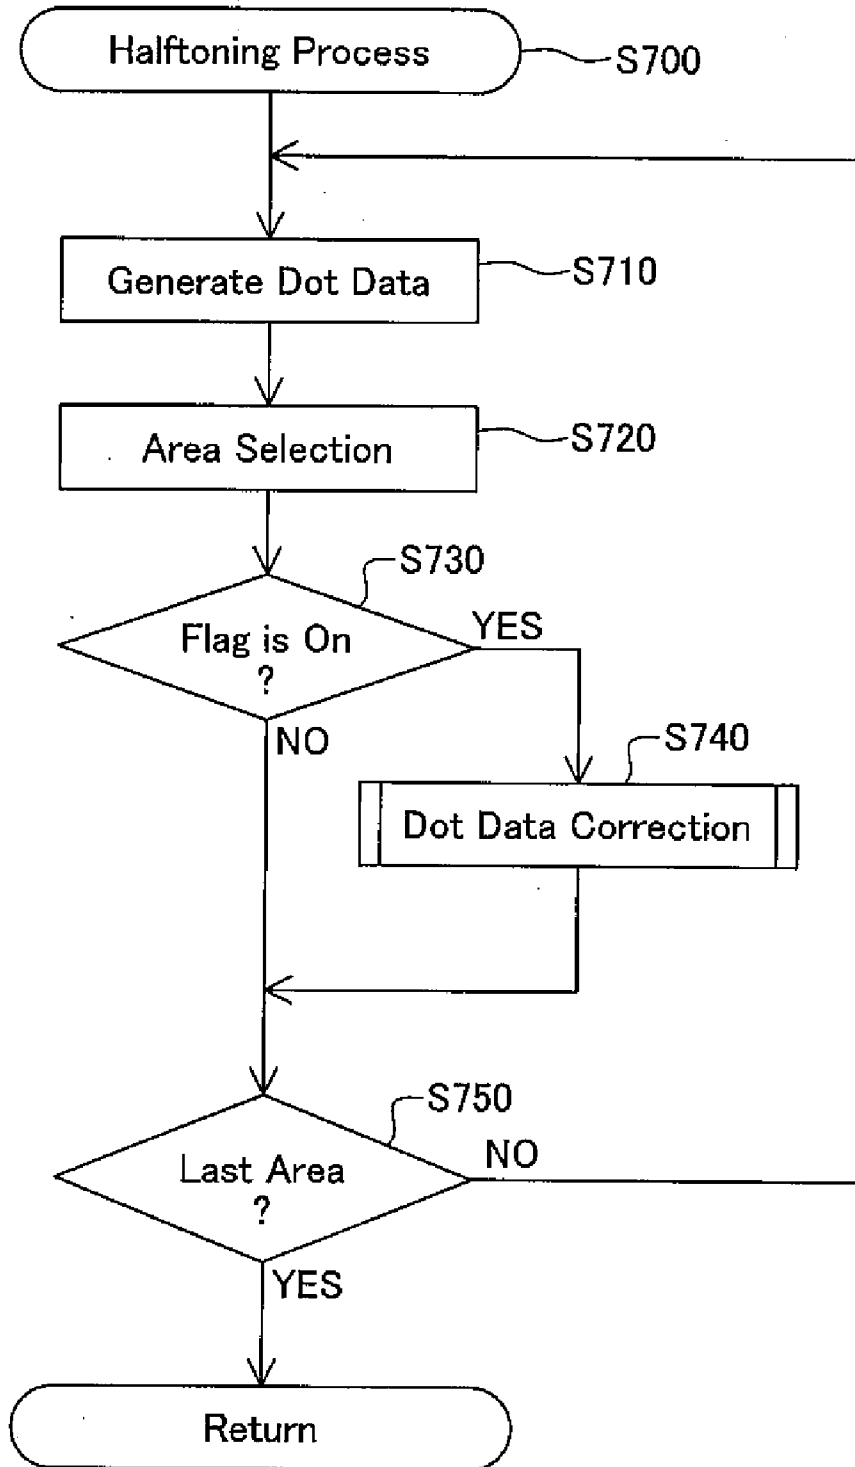 Halftoning Process
S700
Generate Dot Data
S710
Area Selection
S720
S730
Flag is On
?
YES
NO
S740
Dot Data Correction
S750
Last Area
?
NO
YES
Return